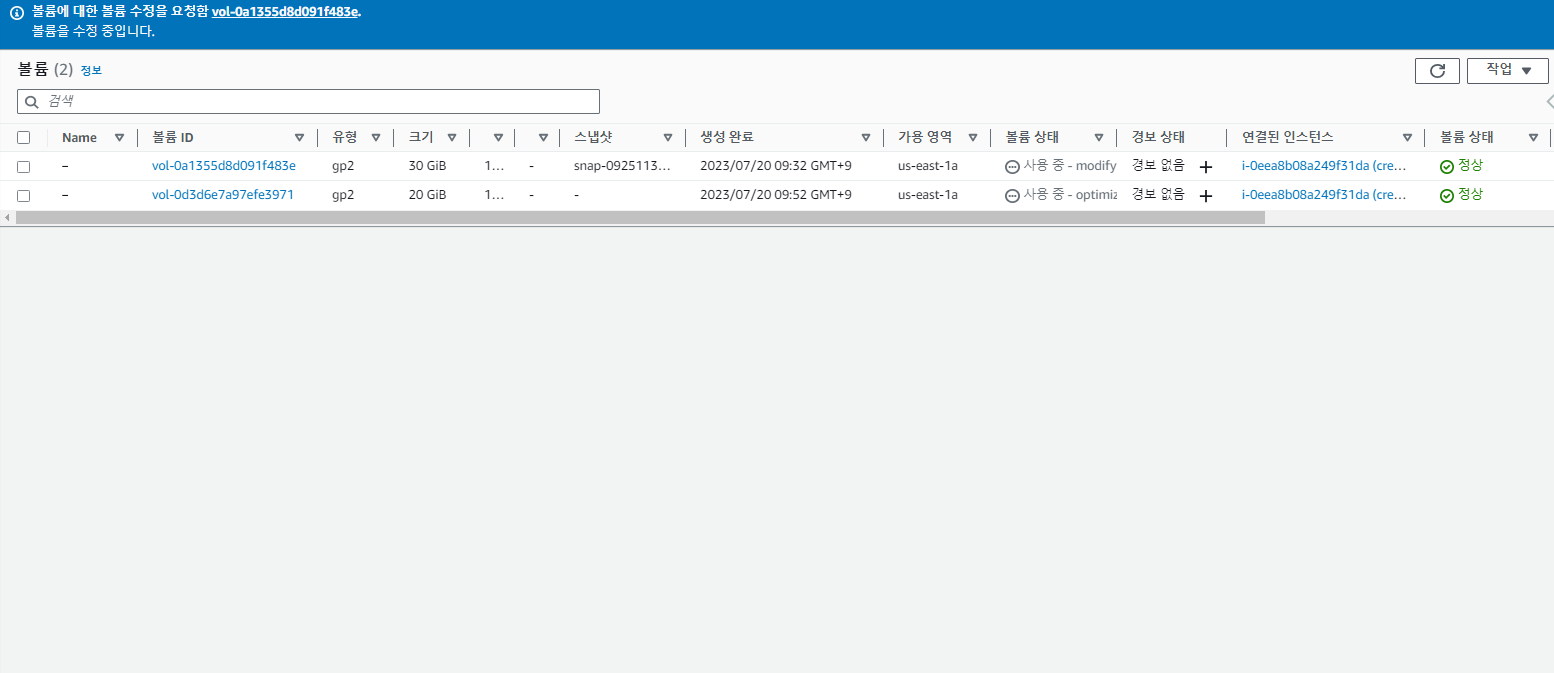 볼륨에 대한 볼륨 수정을 요청함 vol-0a1355d8d091f483e.
볼륨을 수정 중입니다.
볼륨 (2) 정보
작업
검색
Name 볼륨 ID 유형 크기 스냅샷 생성 완료 가용 영역 볼륨 상태 경보 상태 연결된 인스턴스 볼륨 상태
– vol-0a1355d8d091f483e gp2 30 GiB 1... - snap-0925113... 2023/07/20 09:32 GMT+9 us-east-1a 사용 중 - modify 경보 없음 + i-0eea8b08a249f31da (cre... 정상
– vol-0d3d6e7a97efe3971 gp2 20 GiB 1... - - 2023/07/20 09:52 GMT+9 us-east-1a 사용 중 - optimiz 경보 없음 + i-0eea8b08a249f31da (cre... 정상